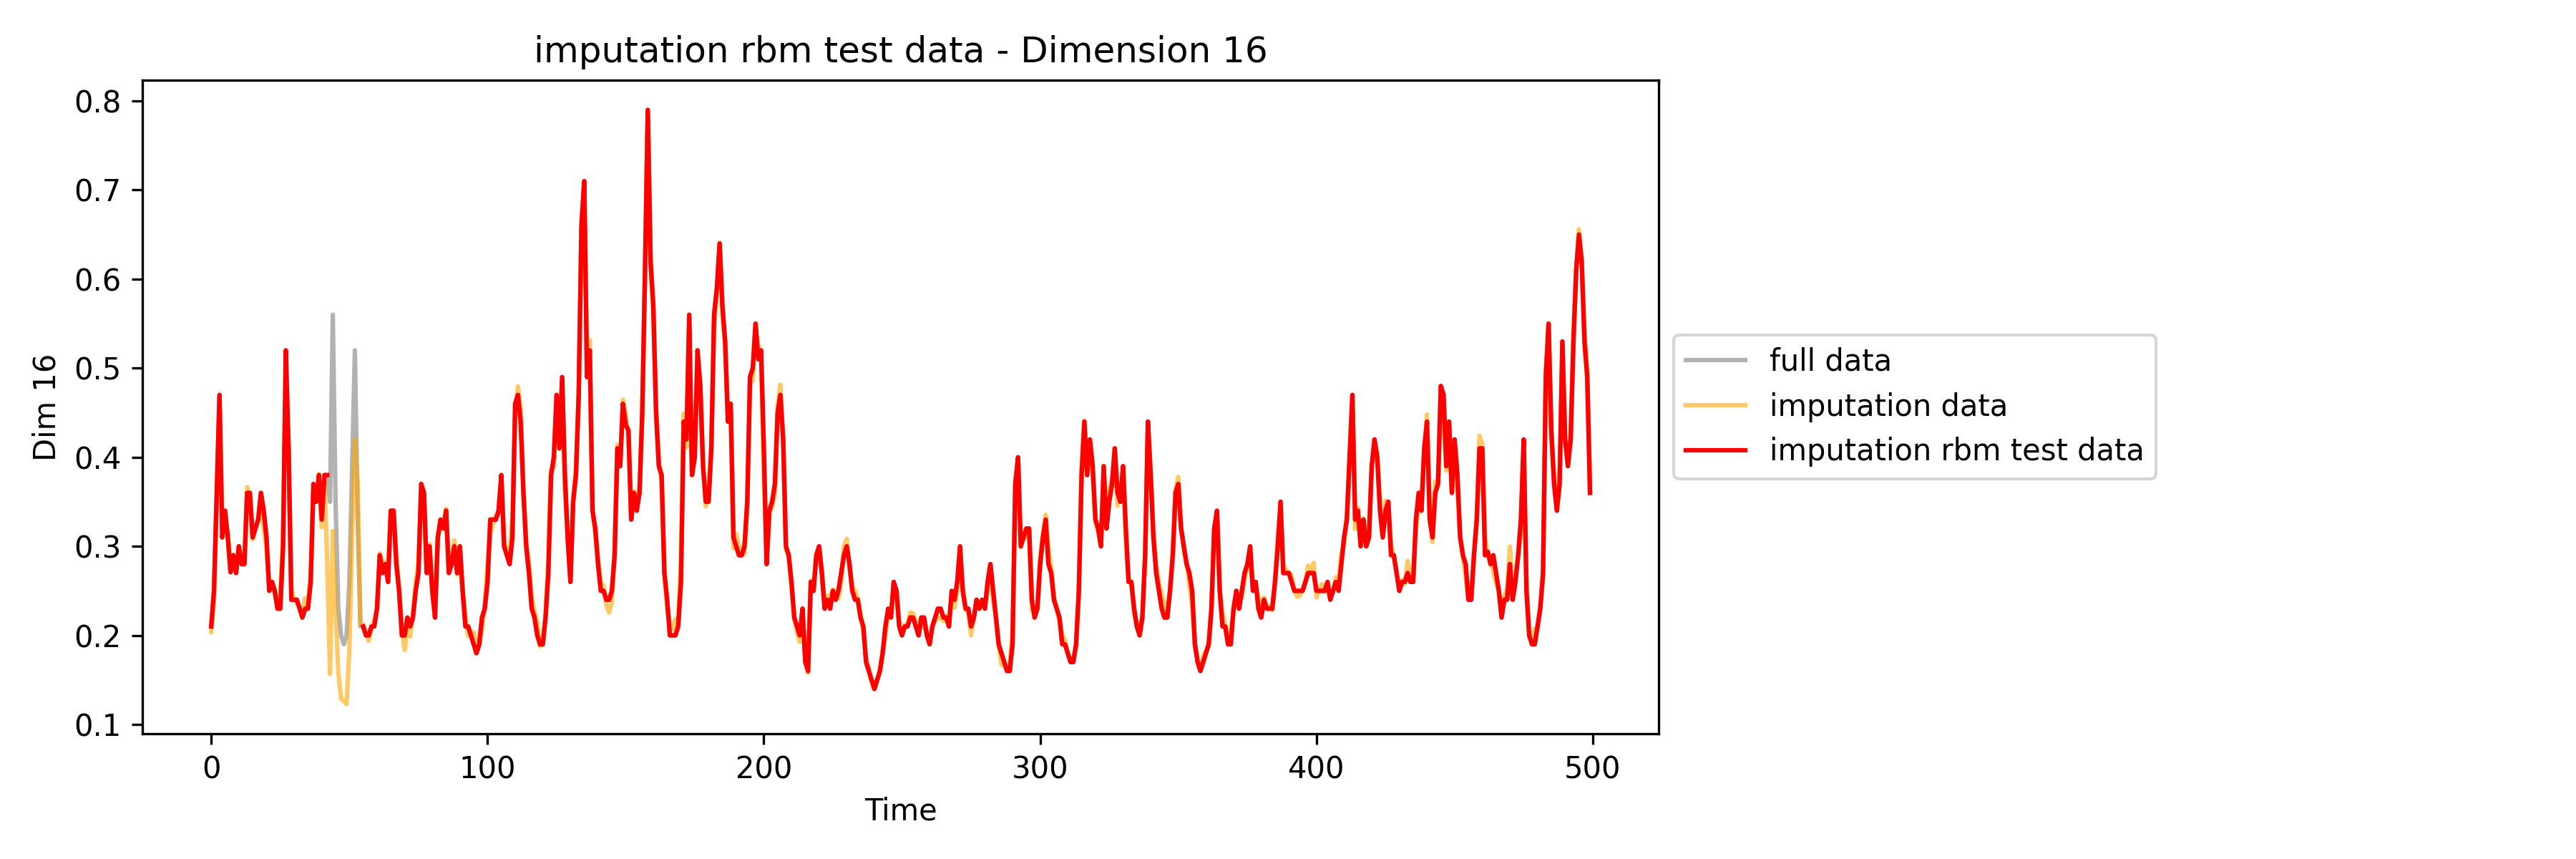 imputation rbm test data - Dimension 16
0.8
0.7
0.6
0.5
0.4
0.3
0.2
0.1
Dim 16
0 100 200 300 400 500
Time
full data
imputation data
imputation rbm test data